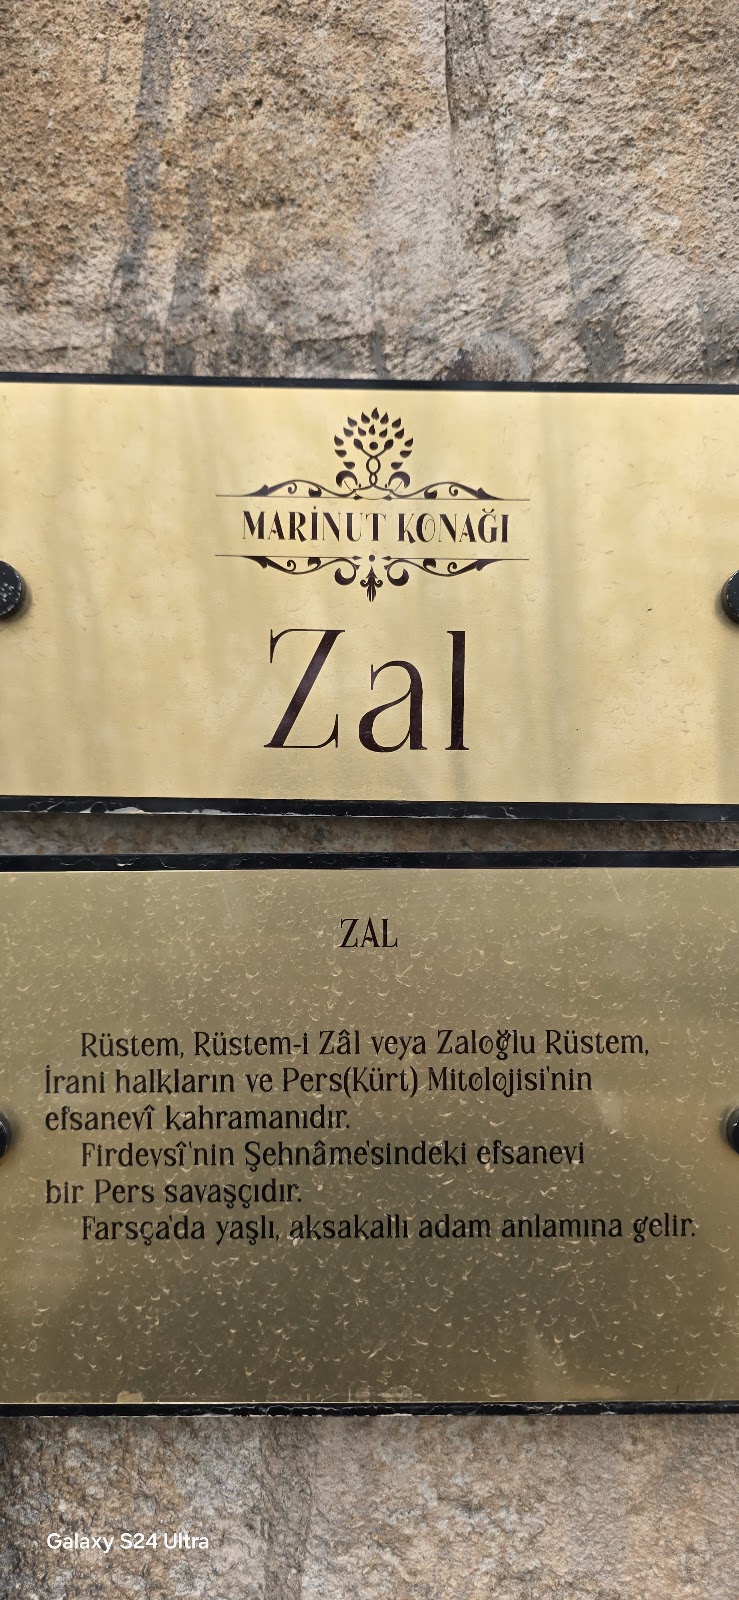 MARİNUT KONAĞI
Zal
ZAL
Rüstem, Rüstem-i Zâl veya Zaloğlu Rüstem,
İrani halkların ve Pers(Kürt) Mitolojisi'nin
efsanevî kahramanıdır.
Firdevsî'nin Şehnâme'sindeki efsanevi
bir Pers savaşçıdır.
Farsça'da yaşlı, aksakallı adam anlamına gelir.
Galaxy S24 Ultra